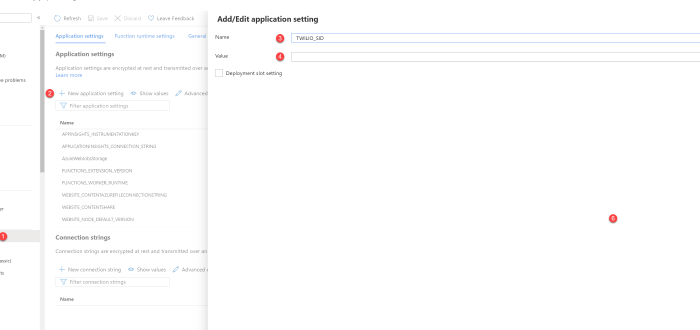 Refresh Save Discard Leave Feedback
Application settings Function runtime settings General
Application settings
Application settings are encrypted at rest and transmitted over an
Learn more
2 New application setting Show values Advanced
Filter application settings
Name
APPINSIGHTS_INSTRUMENTATIONKEY
APPLICATIONINSIGHTS_CONNECTION_STRING
AzureWebJobsStorage
FUNCTIONS_EXTENSION_VERSION
FUNCTIONS_WORKER_RUNTIME
WEBSITE_CONTENTAZUREFILECONNECTIONSTRING
WEBSITE_CONTENTSHARE
WEBSITE_NODE_DEFAULT_VERSION
Connection strings
Connection strings are encrypted at rest and transmitted over an
New connection string Show values Advanced
Filter connection strings
Name
ve problems
1
assic)
Add/Edit application setting
Name 3 TWILIO_SID
Value 4
Deployment slot setting